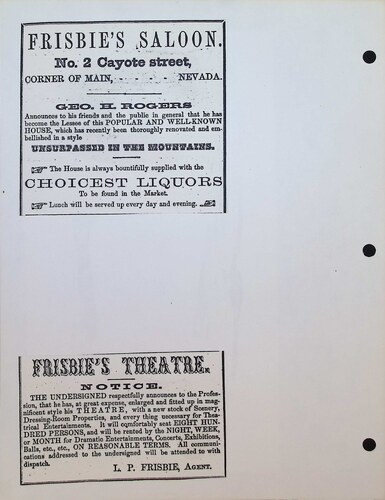 FRISBIE'S SALOON.
No. 2 Cayote street,
CORNER OF MAIN, - - - - NEVADA.
GEO. H. ROGERS
Announces to his friends and the public in general that he has
become the Lessee of this POPULAR AND WELL-KNOWN
HOUSE, which has recently been thoroughly renovated and em-
bellished in a style
UNSURPASSED IN THE MOUNTAINS.
The House is always bountifully supplied with the
CHOICEST LIQUORS
To be found in the Market.
Lunch will be served up every day and evening.
FRISBIE'S THEATRE.
NOTICE.
THE UNDERSIGNED respectfully announces to the Profes-
sion, that he has, at great expense, enlarged and fitted up in mag-
nificent style his THEATRE, with a new stock of Scenery,
Dressing-Room Properties, and every thing necessary for Thea-
trical Entertainments. It will comfortably seat EIGHT HUN-
DRED PERSONS, and will be rented by the NIGHT, WEEK,
or MONTH for Dramatic Entertainments, Concerts, Exhibitions,
Balls, etc., etc., ON REASONABLE TERMS. All communi-
cations addressed to the undersigned will be attended to with
dispatch.
L. P. FRISBIE, AGENT.